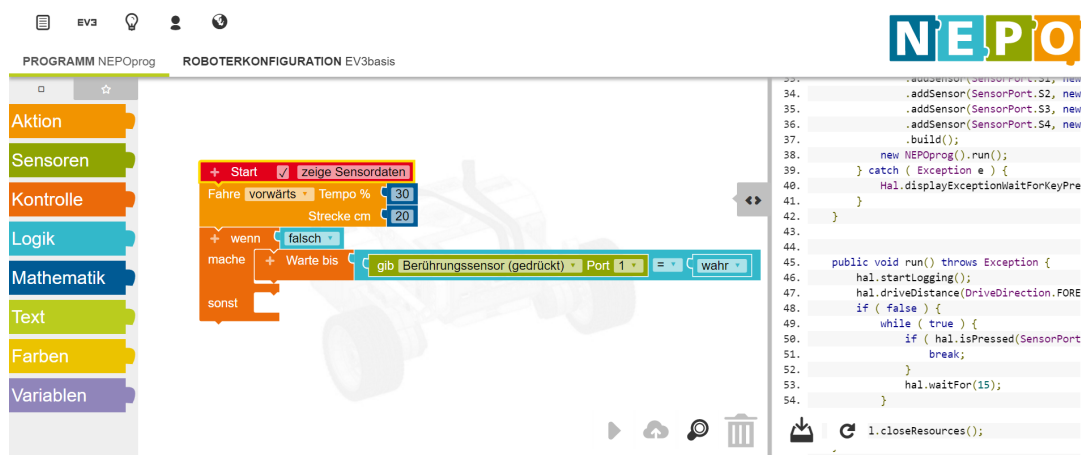 EV3
NEPO
PROGRAMM NEPOprog
ROBOTERKONFIGURATION EV3basis
Aktion
Sensoren
Kontrolle
Logik
Mathematik
Text
Farben
Variablen
+ Start ✓ zeige Sensordaten
Fahre vorwärts Tempo % 30
Strecke cm 20
+ wenn falsch
mache + Warte bis gib Berührungssensor (gedrückt) Port 1 = wahr
sonst
33. .addSensor(SensorPort.S1, new
34. .addSensor(SensorPort.S2, new
35. .addSensor(SensorPort.S3, new
36. .addSensor(SensorPort.S4, new
37. .build();
38. new NEPOprog().run();
39. } catch ( Exception e ) {
40. Hal.displayExceptionWaitForKeyPre
41. }
42. }
43.
44.
45. public void run() throws Exception {
46. hal.startLogging();
47. hal.driveDistance(DriveDirection.FORE
48. if ( false ) {
49. while ( true ) {
50. if ( hal.isPressed(SensorPort
51. break;
52. }
53. hal.waitFor(15);
54. }
l.closeResources();